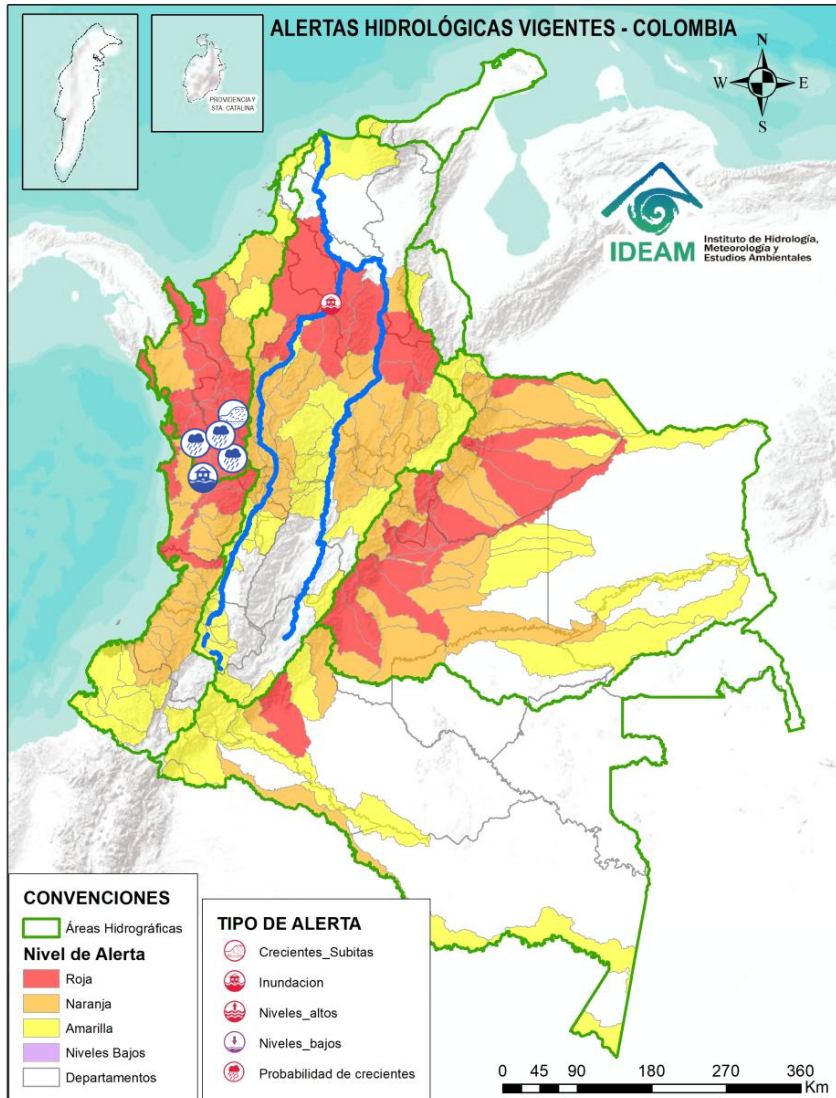 ALERTAS HIDROLÓGICAS VIGENTES - COLOMBIA
PROVIDENCIA Y
STA. CATALINA
N
W
E
S
IDEAM
Instituto de Hidrología,
Meteorología y
Estudios Ambientales
CONVENCIONES
Áreas Hidrográficas
Nivel de Alerta
Roja
Naranja
Amarilla
Niveles Bajos
Departamentos
TIPO DE ALERTA
Crecientes_Subitas
Inundacion
Niveles_altos
Niveles_bajos
Probabilidad de crecientes
0 45 90 180 270 360
Km